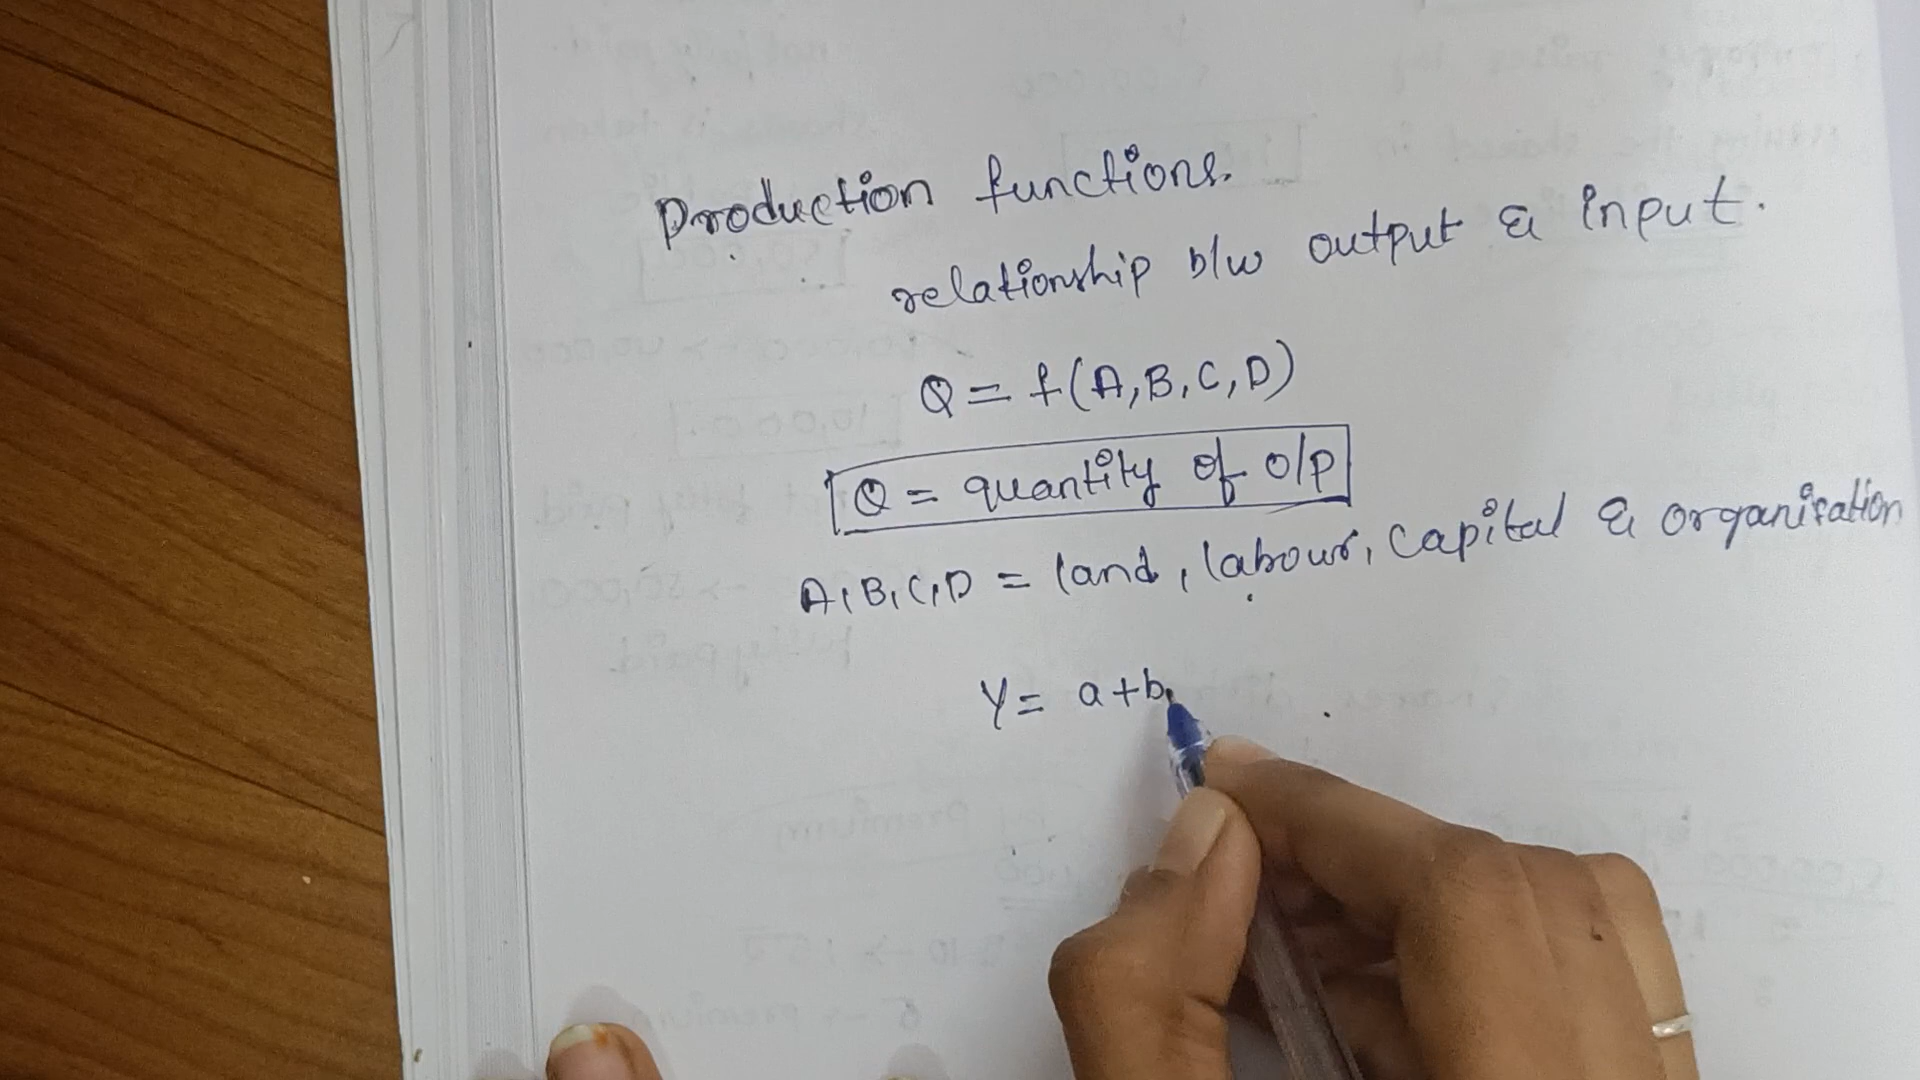 Production functions.
relationship b/w output & input.
Q = f(A,B,C,D)
Q = quantity of o/p
A,B,C,D = land, labour, capital & organisation
Y = a+b